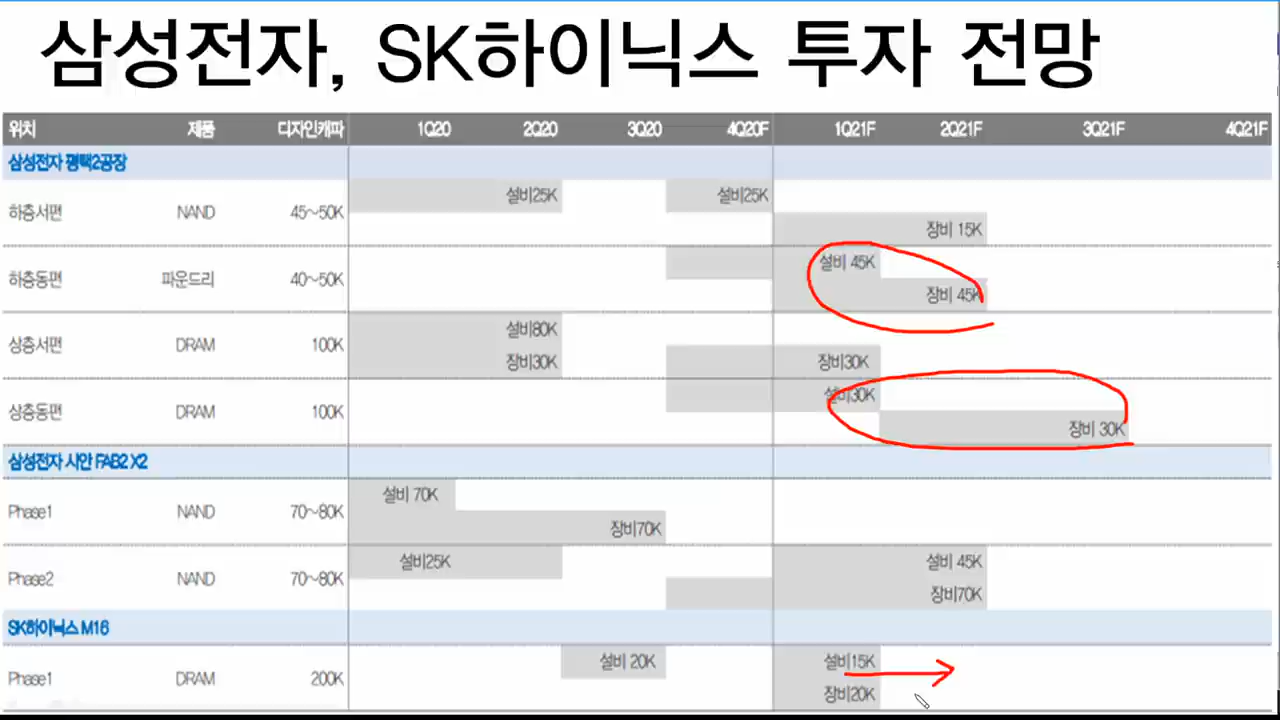 삼성전자, SK하이닉스 투자 전망
위치 제품 디자인캐파 1Q20 2Q20 3Q20 4Q20F 1Q21F 2Q21F 3Q21F 4Q21F
삼성전자 평택2공장
설비25K 설비25K
하층서편 NAND 45~50K
장비 15K
설비 45K
하층동편 파운드리 40~50K
장비 45K
설비80K
상층서편 DRAM 100K
장비30K 장비30K
설비30K
상층동편 DRAM 100K
장비 30K
삼성전자 시안 FAB2 X2
설비 70K
Phase1 NAND 70~80K
장비70K
설비25K 설비 45K
Phase2 NAND 70~80K
장비70K
SK하이닉스 M16
설비 20K 설비15K
Phase1 DRAM 200K
장비20K